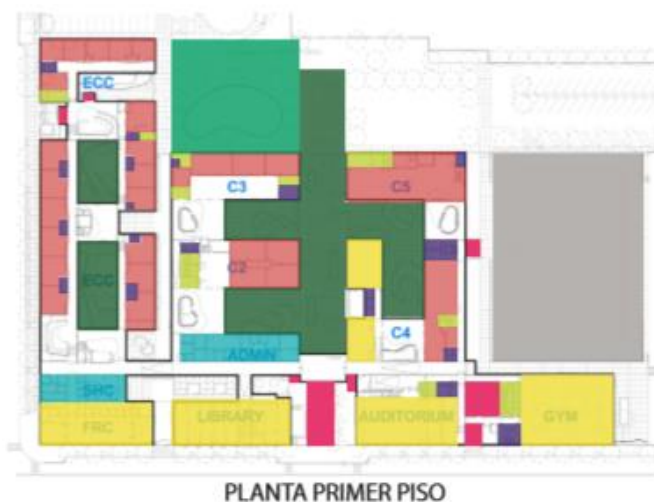 ECC
C3
C5
C2
ECC
C4
ADMIN
SHC
FRC
LIBRARY
AUDITORIUM
GYM
PLANTA PRIMER PISO